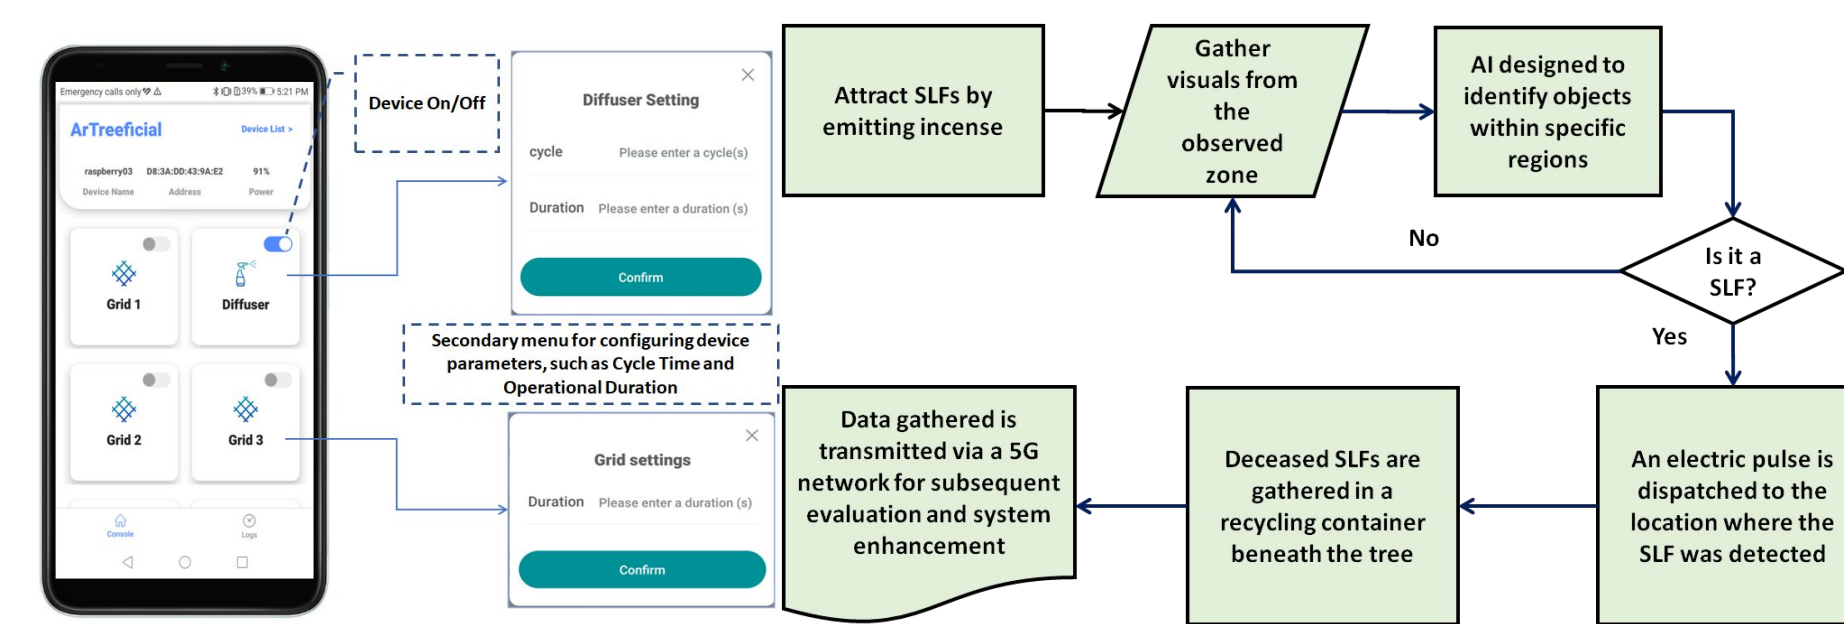 Emergency calls only
39%
5:21 PM
ArTreeficial
Device List >
raspberry03 D8:3A:DD:43:9A:E2 91%
Device Name Address Power
Grid 1
Diffuser
Grid 2
Grid 3
Console
Logs
Device On/Off
Diffuser Setting
cycle Please enter a cycle(s)
Duration Please enter a duration (s)
Confirm
Secondary menu for configuring device
parameters, such as Cycle Time and
Operational Duration
Grid settings
Duration Please enter a duration (s)
Confirm
Attract SLFs by
emitting incense
Gather
visuals from
the
observed
zone
AI designed to
identify objects
within specific
regions
Is it a
SLF?
No
Yes
An electric pulse is
dispatched to the
location where the
SLF was detected
Deceased SLFs are
gathered in a
recycling container
beneath the tree
Data gathered is
transmitted via a 5G
network for subsequent
evaluation and system
enhancement